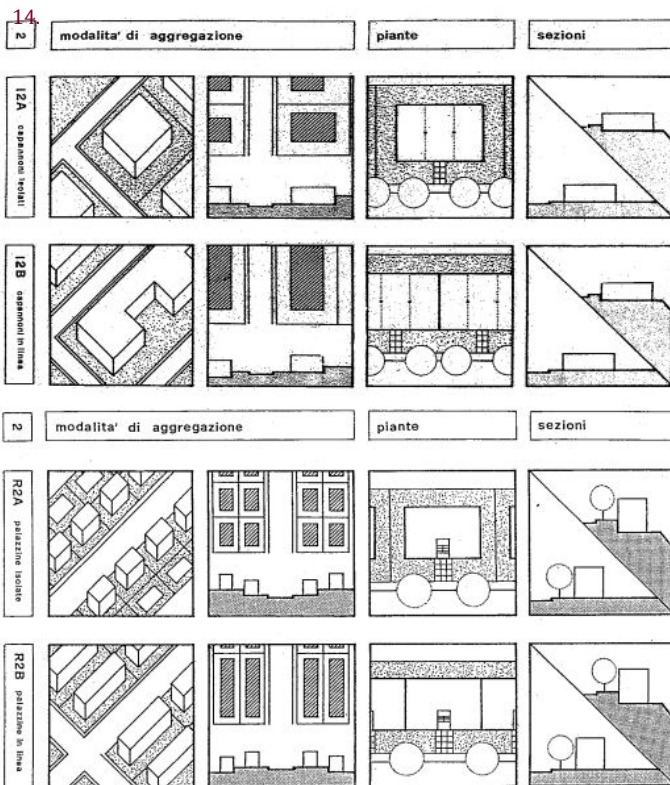 14.
2 modalita' di aggregazione piante sezioni
I2A capannoni isolati
I2B capannoni in linea
2 modalita' di aggregazione piante sezioni
R2A palazzine isolate
R2B palazzine in linea